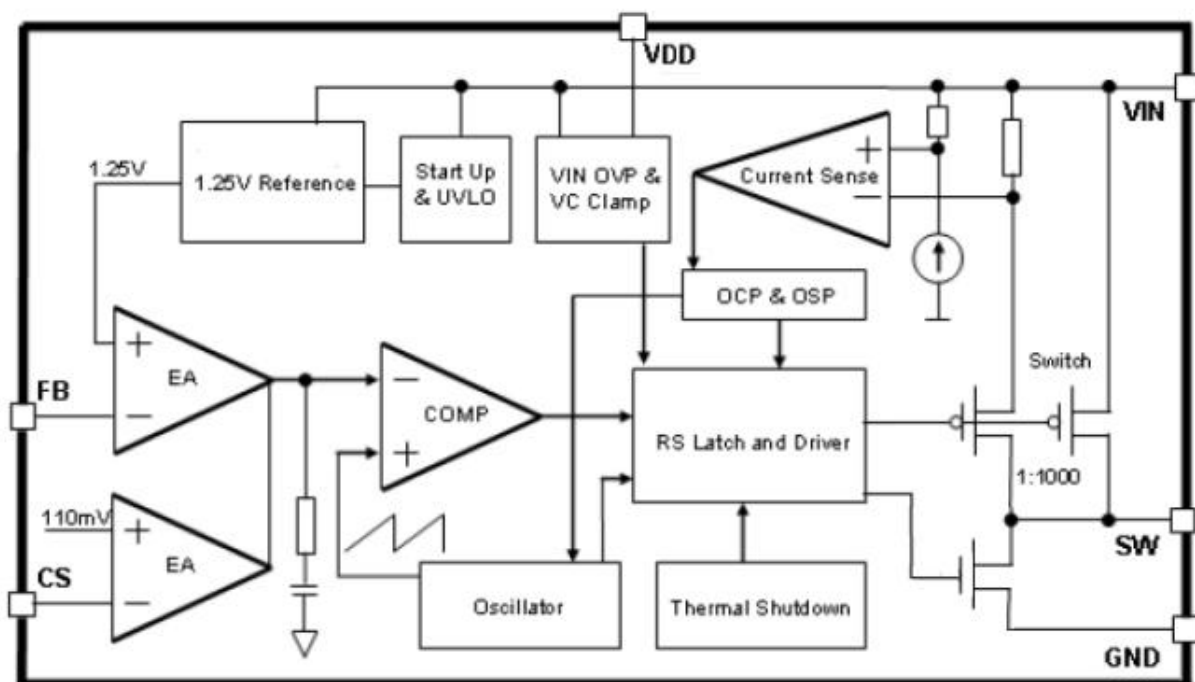 VDD
VIN
1.25V
1.25V Reference
Start Up
& UVLO
VIN OVP &
VC Clamp
+
Current Sense
−
OCP & OSP
FB
+
EA
−
−
COMP
+
RS Latch and Driver
Switch
1:1000
110mV
+
EA
−
CS
Oscillator
Thermal Shutdown
SW
GND